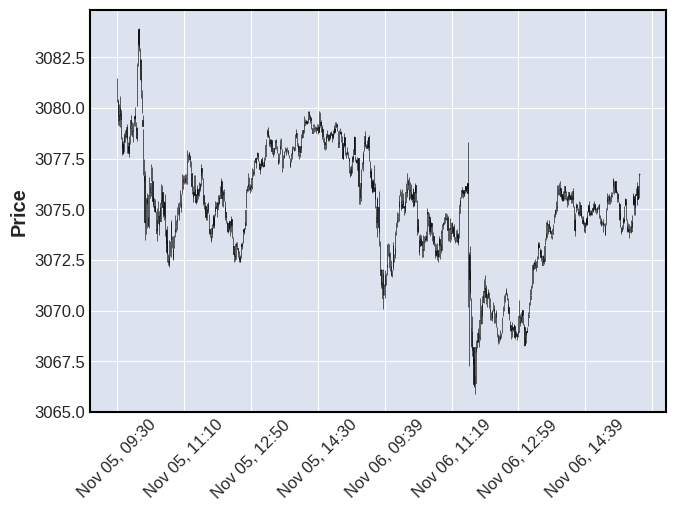 Price
3082.5
3080.0
3077.5
3075.0
3072.5
3070.0
3067.5
3065.0
Nov 05, 09:30
Nov 05, 11:10
Nov 05, 12:50
Nov 05, 14:30
Nov 06, 09:39
Nov 06, 11:19
Nov 06, 12:59
Nov 06, 14:39